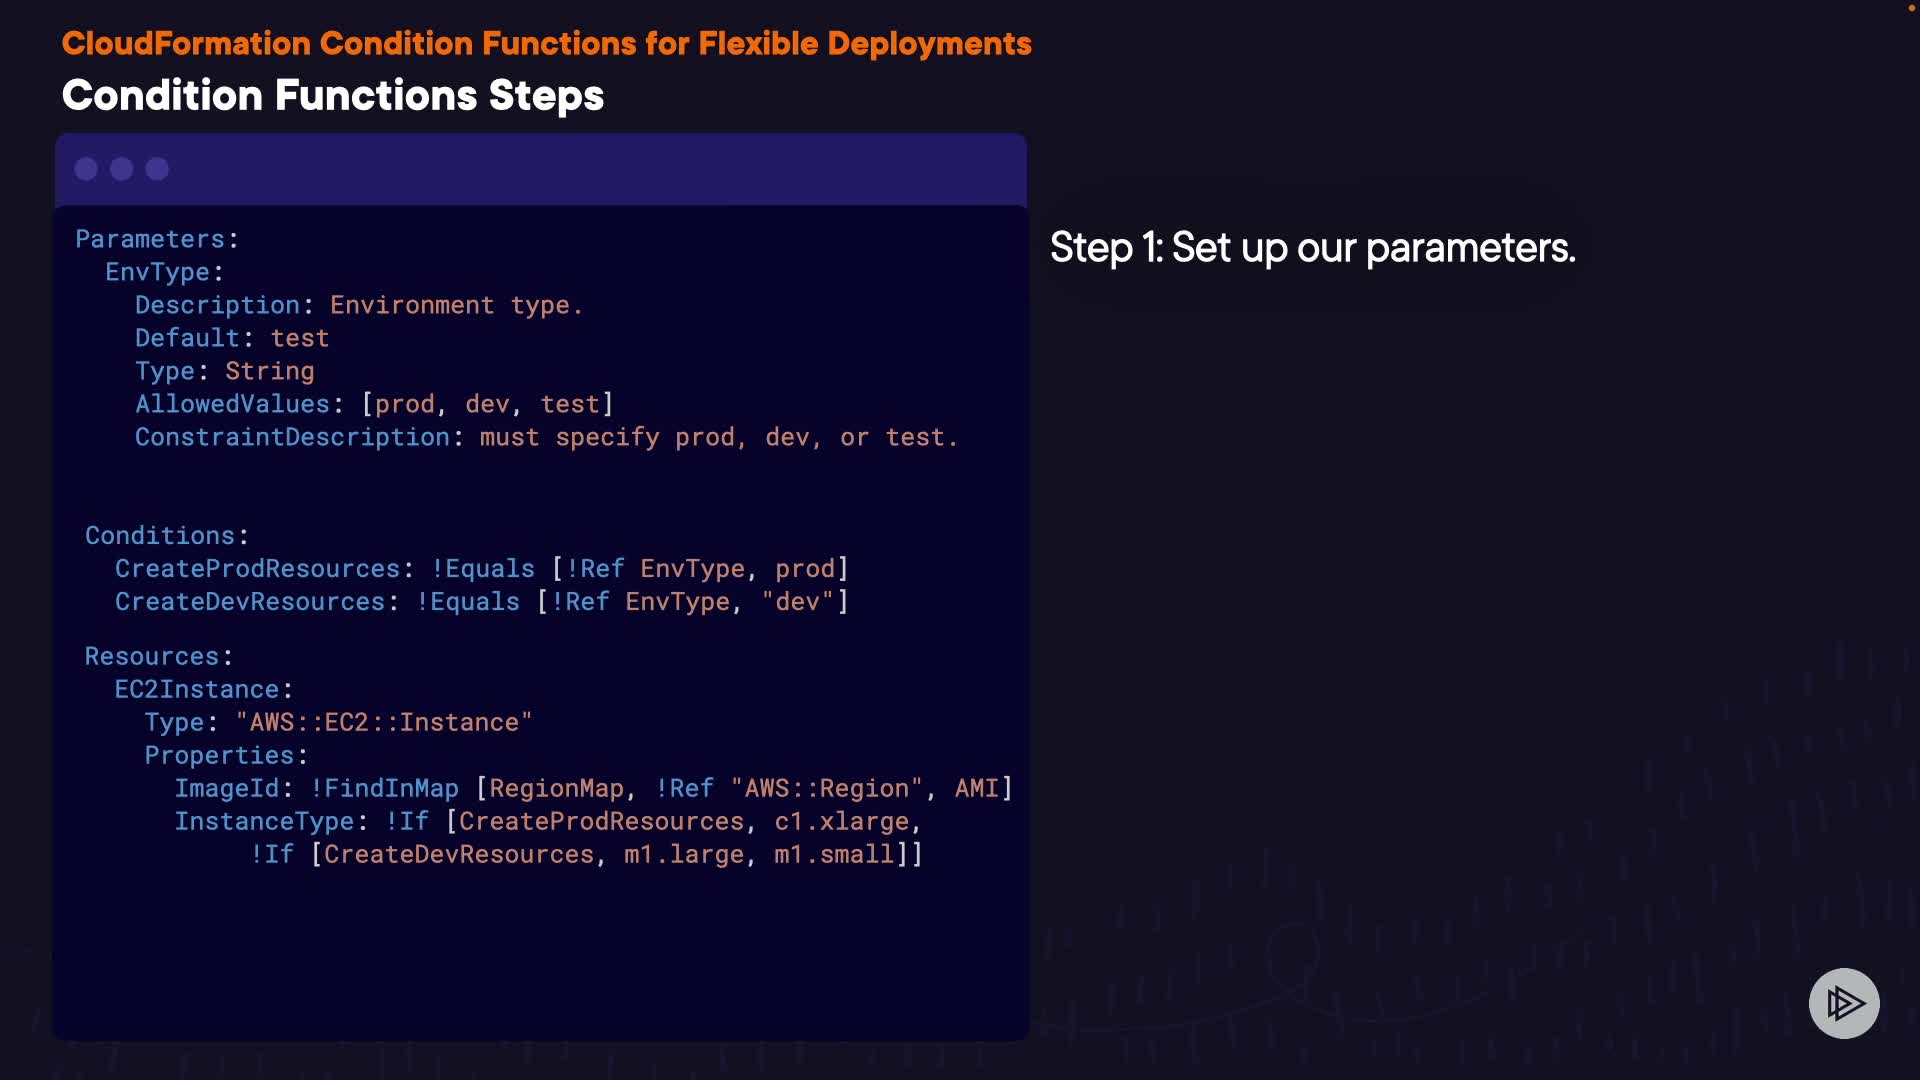 CloudFormation Condition Functions for Flexible Deployments
Condition Functions Steps
Parameters:
  EnvType:
    Description: Environment type.
    Default: test
    Type: String
    AllowedValues: [prod, dev, test]
    ConstraintDescription: must specify prod, dev, or test.
Conditions:
  CreateProdResources: !Equals [!Ref EnvType, prod]
  CreateDevResources: !Equals [!Ref EnvType, "dev"]
Resources:
  EC2Instance:
    Type: "AWS::EC2::Instance"
    Properties:
      ImageId: !FindInMap [RegionMap, !Ref "AWS::Region", AMI]
      InstanceType: !If [CreateProdResources, c1.xlarge,
           !If [CreateDevResources, m1.large, m1.small]]
Step 1: Set up our parameters.